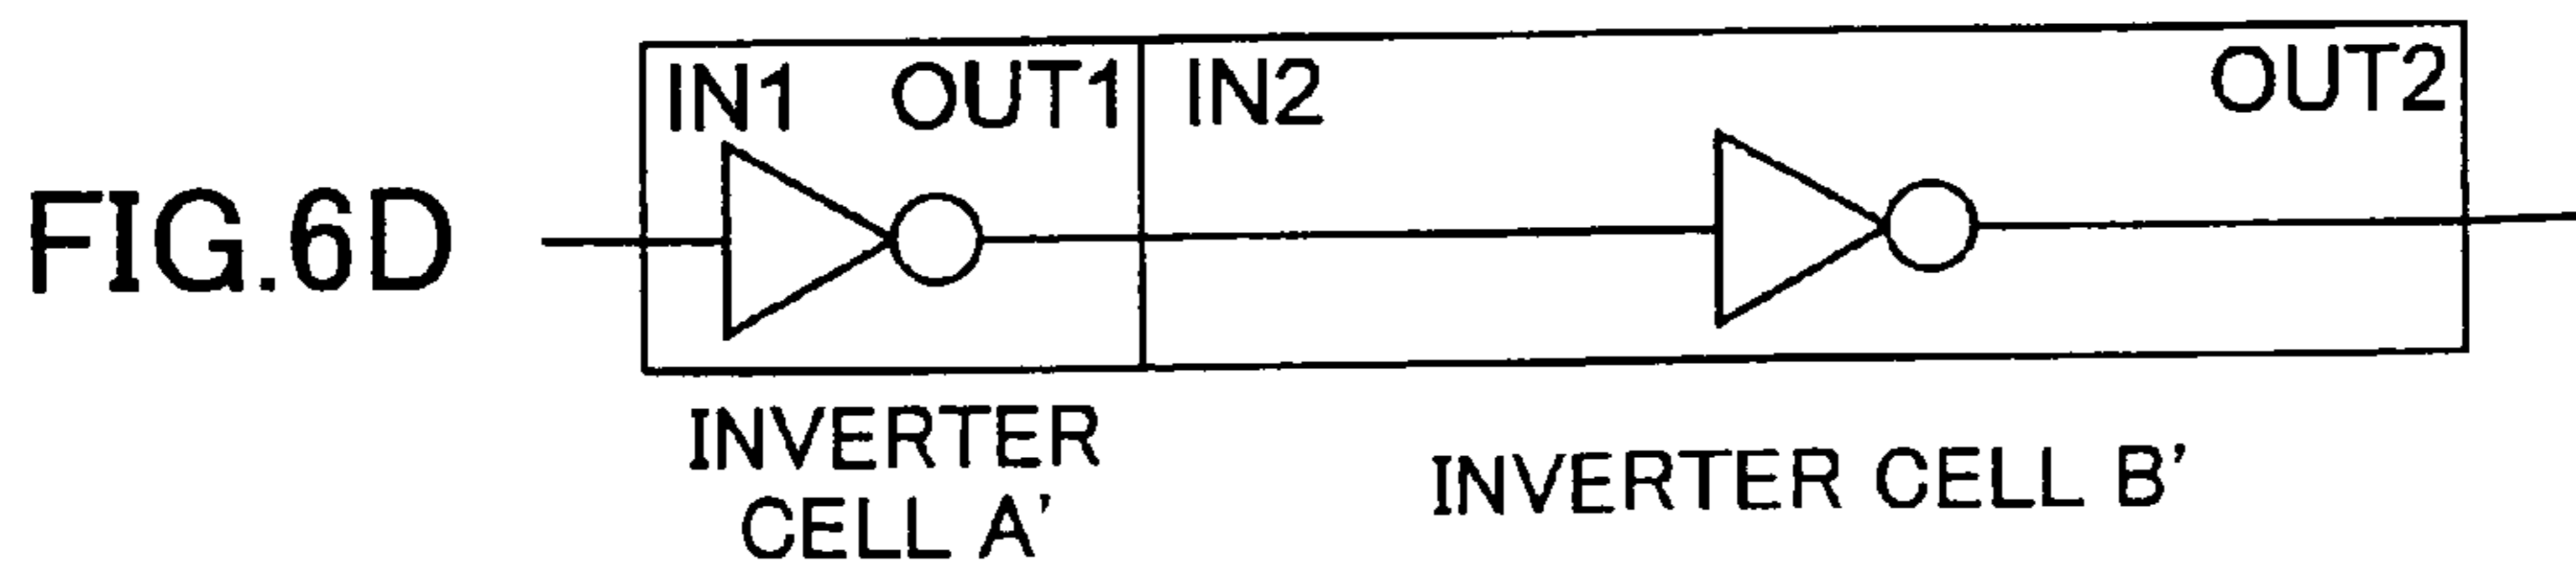 FIG.6D
IN1 OUT1 IN2 OUT2
INVERTER
CELL A'
INVERTER CELL B'